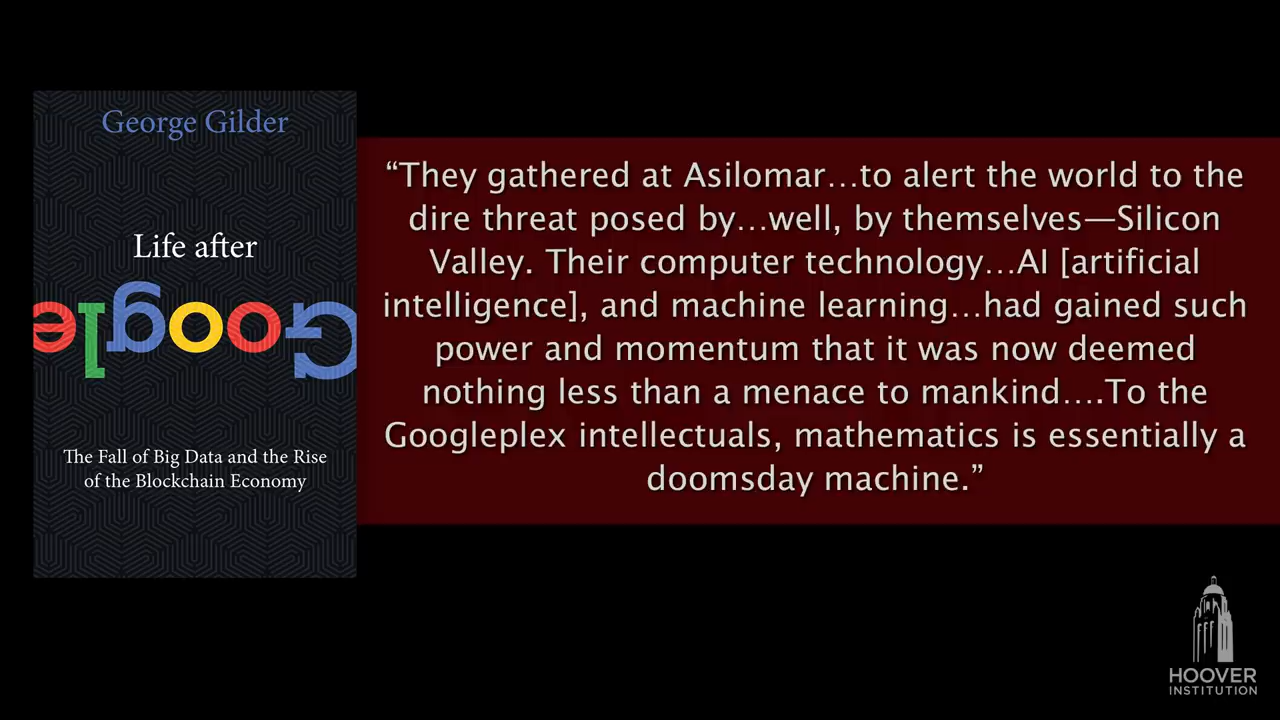 George Gilder
Life after
Google
The Fall of Big Data and the Rise
of the Blockchain Economy
“They gathered at Asilomar…to alert the world to the
dire threat posed by…well, by themselves—Silicon
Valley. Their computer technology…AI [artificial
intelligence], and machine learning…had gained such
power and momentum that it was now deemed
nothing less than a menace to mankind….To the
Googleplex intellectuals, mathematics is essentially a
doomsday machine.”
HOOVER
INSTITUTION